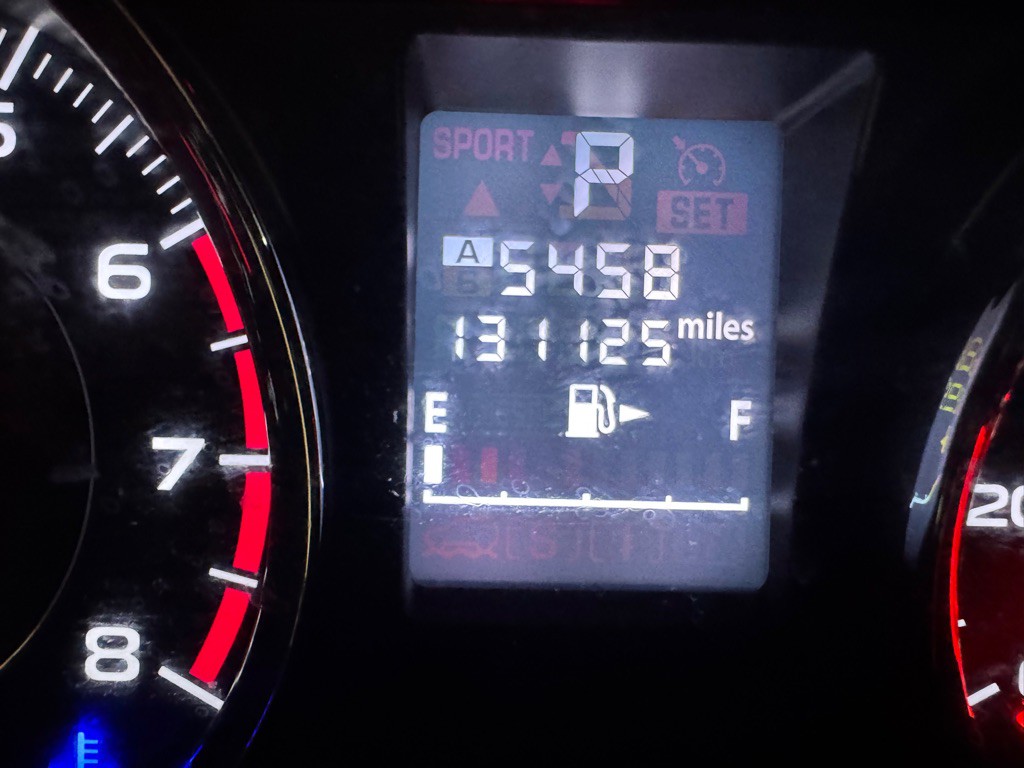 SPORT P
SET
A 5458
131125 miles
E F
6
7
8